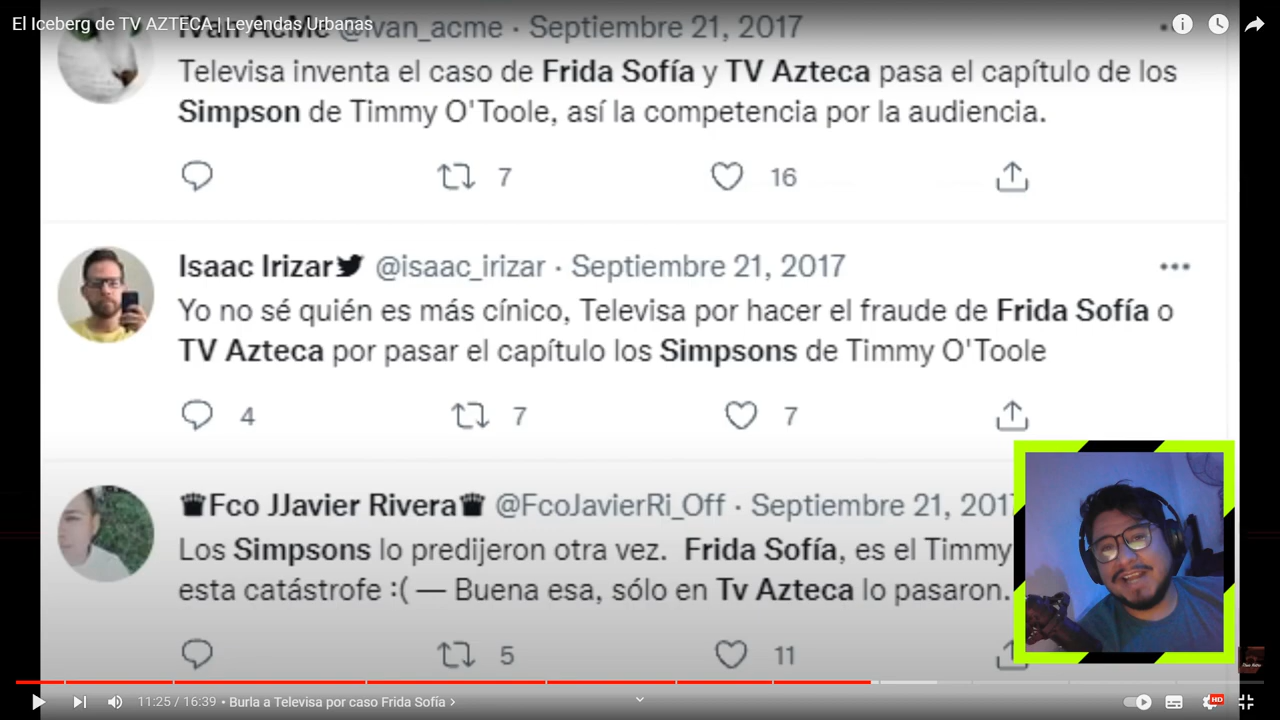 El Iceberg de TV AZTECA | Leyendas Urbanas
Ivan Acme @ivan_acme · Septiembre 21, 2017
Televisa inventa el caso de Frida Sofía y TV Azteca pasa el capítulo de los
Simpson de Timmy O'Toole, así la competencia por la audiencia.
7 16
Isaac Irizar @isaac_irizar · Septiembre 21, 2017
Yo no sé quién es más cínico, Televisa por hacer el fraude de Frida Sofía o
TV Azteca por pasar el capítulo los Simpsons de Timmy O'Toole
4 7 7
Fco JJavier Rivera @FcoJavierRi_Off · Septiembre 21, 2017
Los Simpsons lo predijeron otra vez. Frida Sofía, es el Timmy
esta catástrofe :( — Buena esa, sólo en Tv Azteca lo pasaron.
5 11
11:25 / 16:39 • Burla a Televisa por caso Frida Sofía >
HD